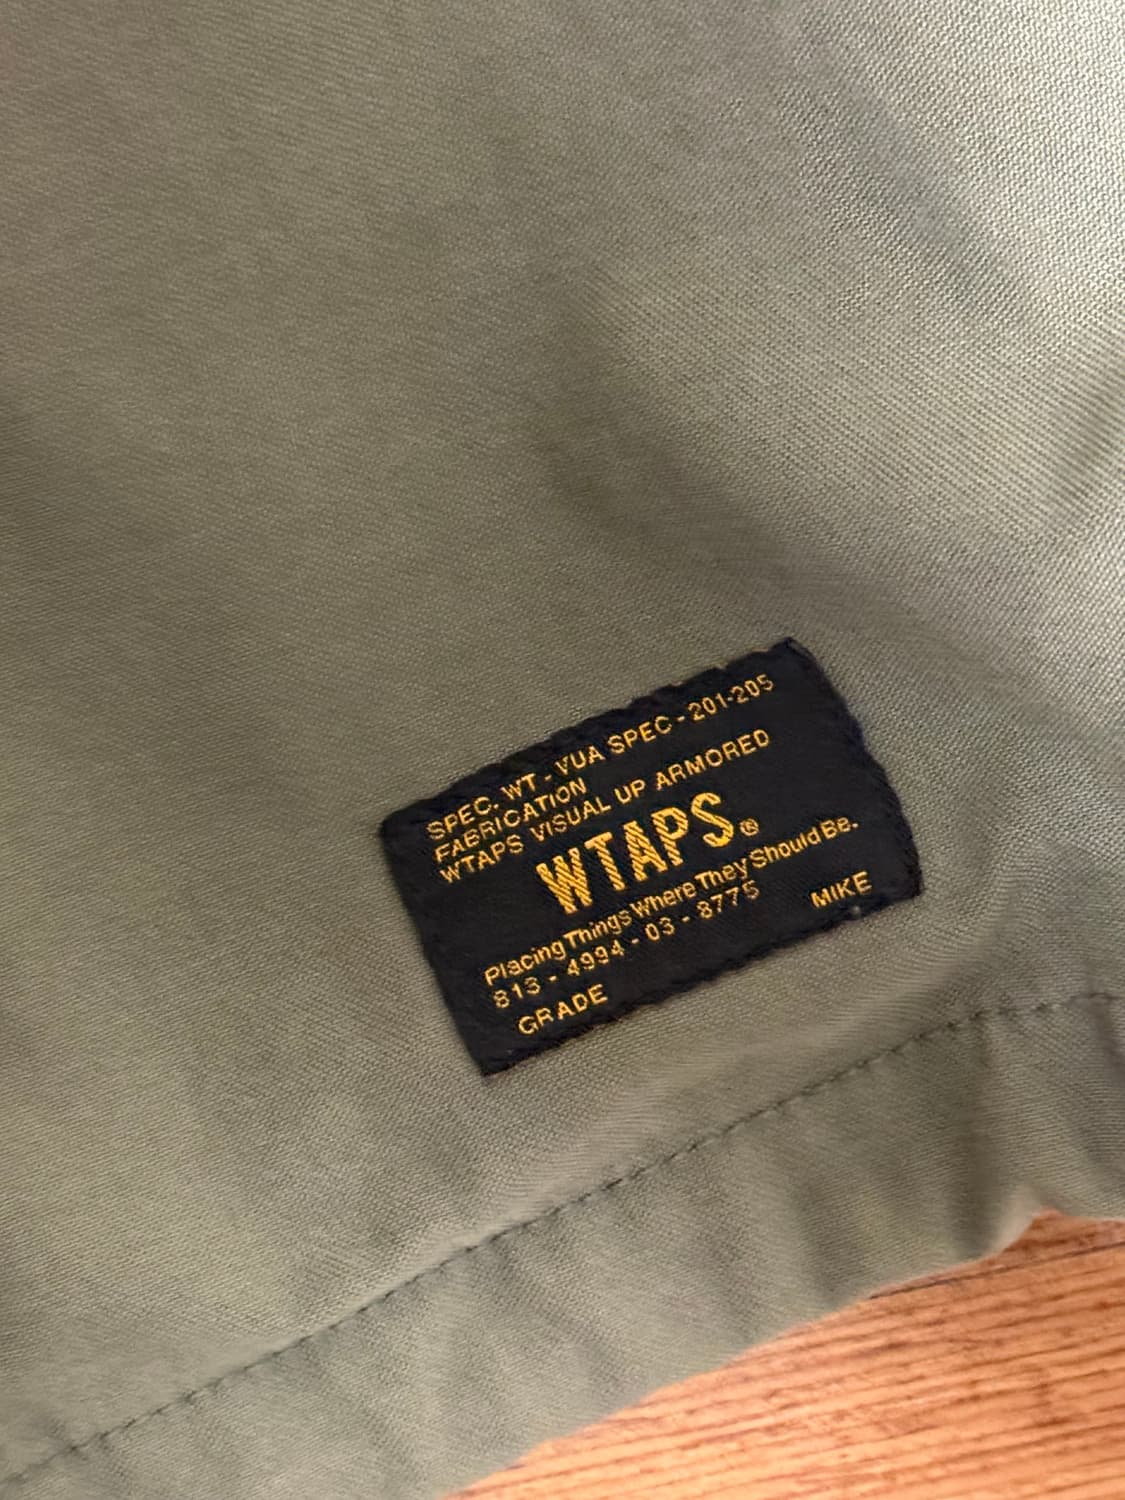 SPEC. WT - VUA SPEC - 201-205
FABRICATION
WTAPS VISUAL UP ARMORED
WTAPS®
Placing Things Where They Should Be.
813 - 4994 - 03 - 8775
GRADE MIKE